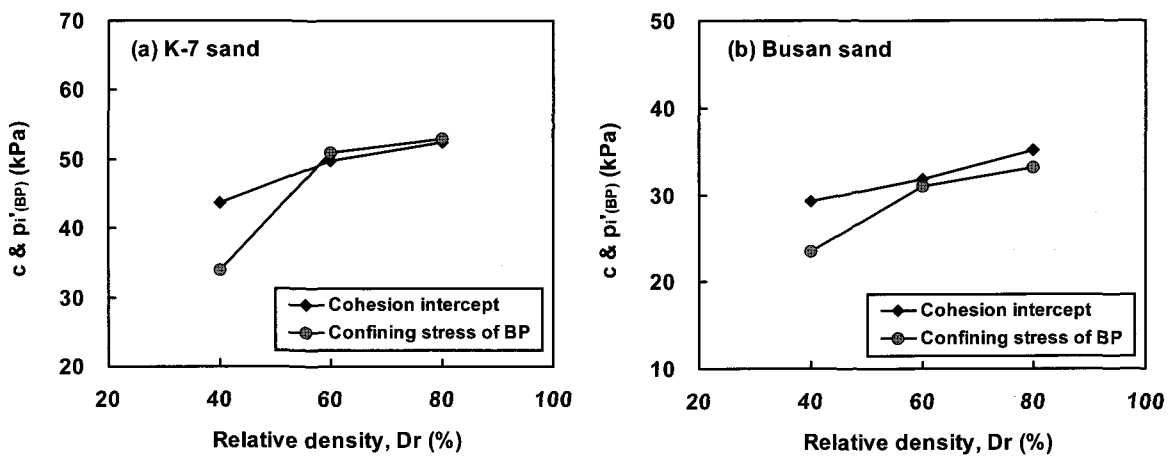 (a) K-7 sand
70
60
50
40
30
20
c & pi'(BP) (kPa)
Cohesion intercept
Confining stress of BP
20 40 60 80 100
Relative density, Dr (%)
(b) Busan sand
50
40
30
20
10
c & pi'(BP) (kPa)
Cohesion intercept
Confining stress of BP
20 40 60 80 100
Relative density, Dr (%)